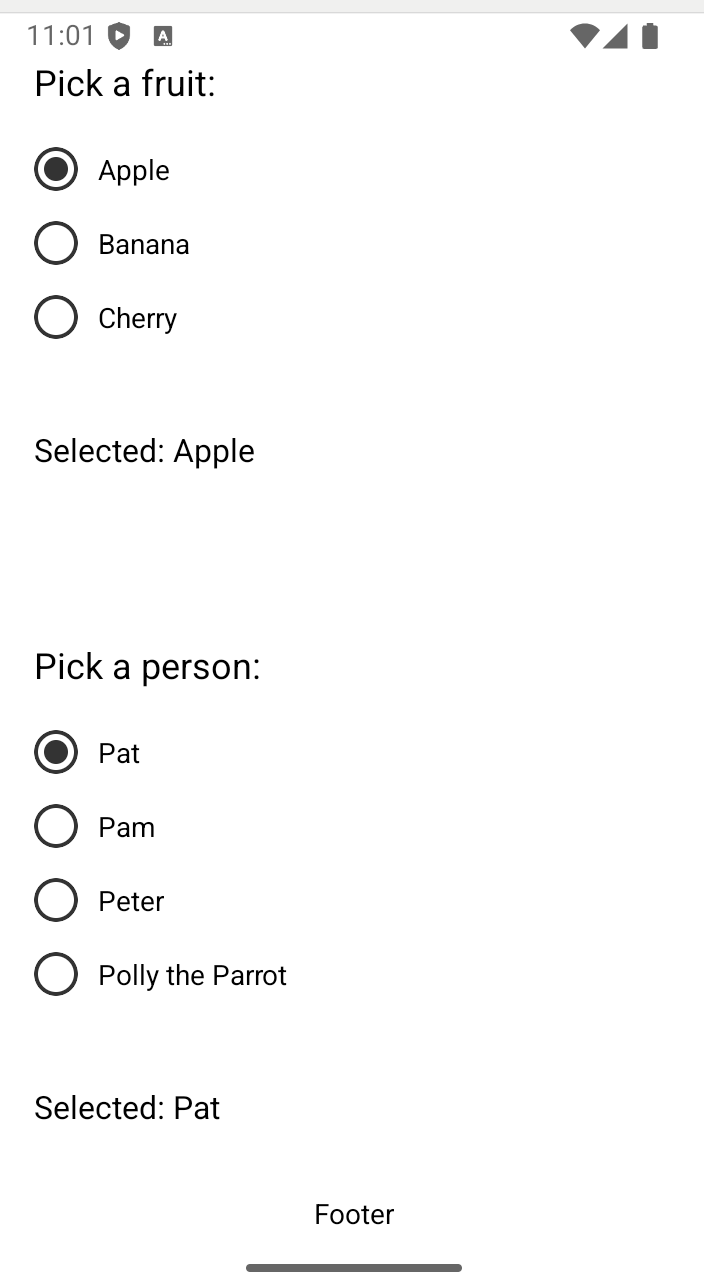 11:01
Pick a fruit:
Apple
Banana
Cherry
Selected: Apple
Pick a person:
Pat
Pam
Peter
Polly the Parrot
Selected: Pat
Footer